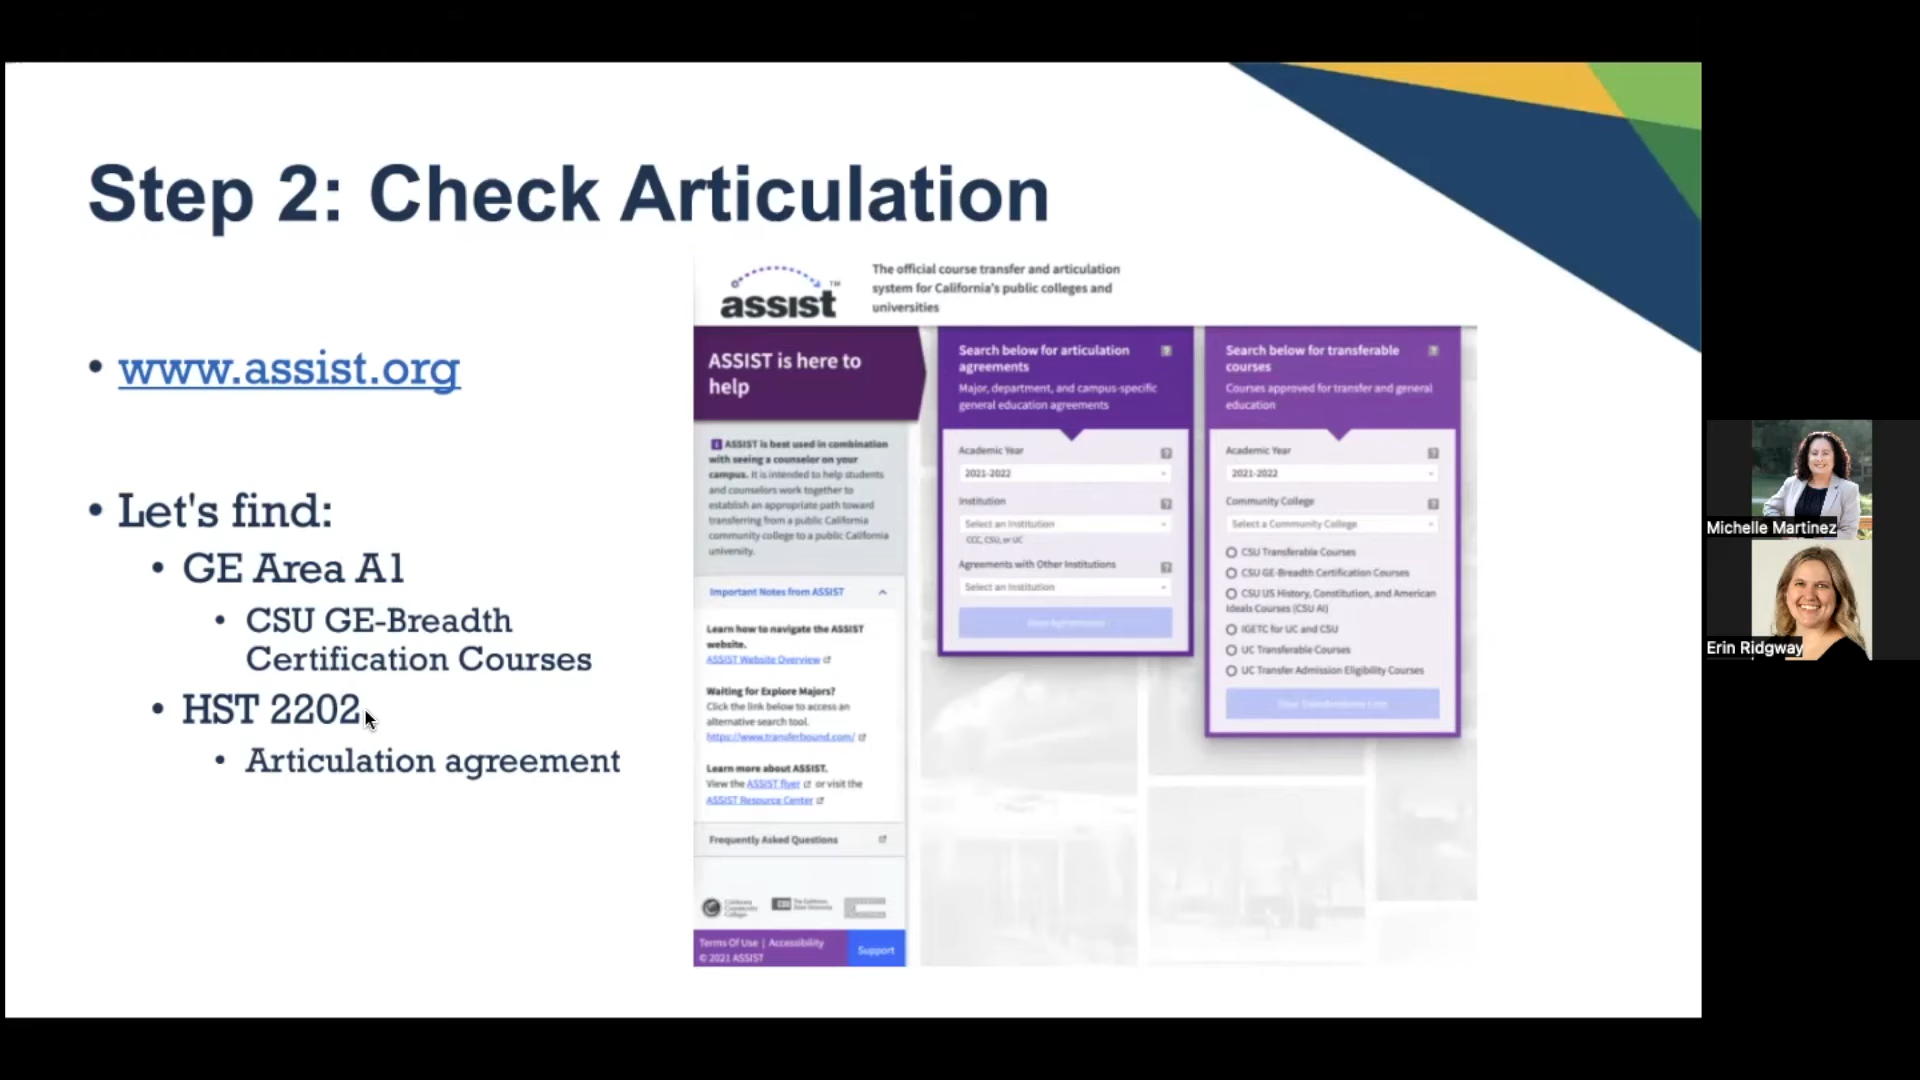 Step 2: Check Articulation
• www.assist.org
• Let's find:
• GE Area A1
• CSU GE-Breadth
Certification Courses
• HST 2202
• Articulation agreement
assist™
The official course transfer and articulation
system for California's public colleges and
universities
ASSIST is here to
help
ASSIST is best used in combination
with seeing a counselor on your
campus. It is intended to help students
and counselors work together to
establish an appropriate path toward
transferring from a public California
community college to a public California
university.
Important Notes from ASSIST
Learn how to navigate the ASSIST
website.
ASSIST Website Overview
Waiting for Explore Majors?
Click the link below to access an
alternative search tool.
https://www.transferbound.com/
Learn more about ASSIST.
View the ASSIST flyer or visit the
ASSIST Resource Center
Frequently Asked Questions
California
Community
Colleges
Terms Of Use | Accessibility
© 2021 ASSIST
Support
Search below for articulation
agreements
Major, department, and campus-specific
general education agreements
Academic Year
2021-2022
Institution
Select an Institution
CCC, CSU, or UC
Agreements with Other Institutions
Select an Institution
Search below for transferable
courses
Courses approved for transfer and general
education
Academic Year
2021-2022
Community College
Select a Community College
CSU Transferable Courses
CSU GE-Breadth Certification Courses
CSU US History, Constitution, and American
Ideals Courses (CSU AI)
IGETC for UC and CSU
UC Transferable Courses
UC Transfer Admission Eligibility Courses
Michelle Martinez
Erin Ridgway